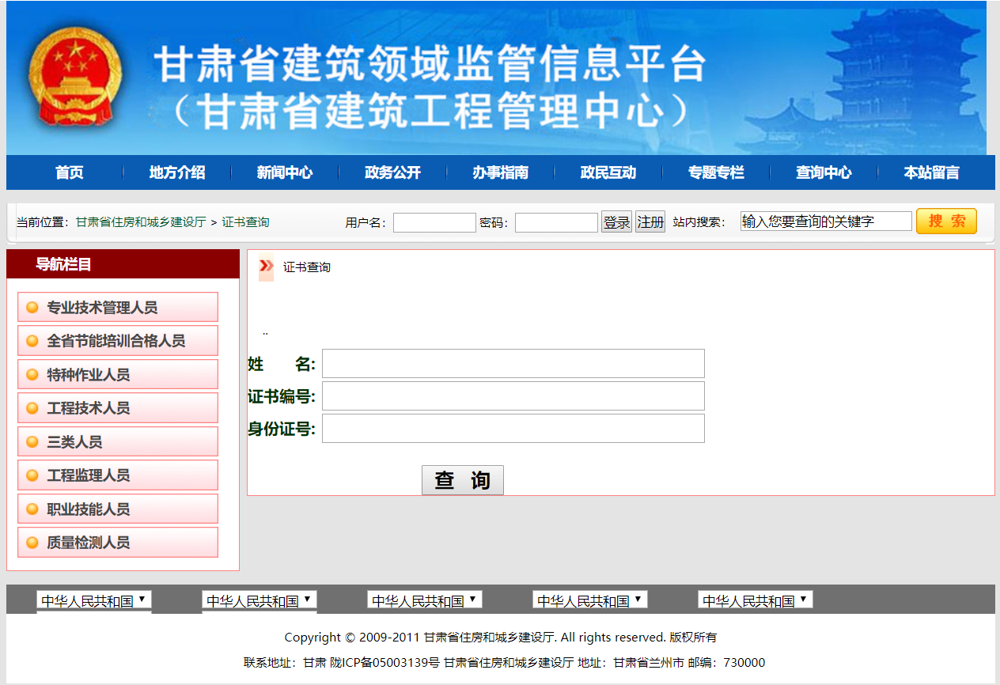 甘肃省建筑领域监管信息平台
（甘肃省建筑工程管理中心）
首页 地方介绍 新闻中心 政务公开 办事指南 政民互动 专题专栏 查询中心 本站留言
当前位置：甘肃省住房和城乡建设厅 > 证书查询 用户名： 密码： 登录 注册 站内搜索： 输入您要查询的关键字 搜 索
导航栏目
专业技术管理人员
全省节能培训合格人员
特种作业人员
工程技术人员
三类人员
工程监理人员
职业技能人员
质量检测人员
证书查询
..
姓 名:
证书编号:
身份证号:
查 询
中华人民共和国 中华人民共和国 中华人民共和国 中华人民共和国 中华人民共和国
Copyright © 2009-2011 甘肃省住房和城乡建设厅. All rights reserved. 版权所有
联系地址：甘肃 陇ICP备05003139号 甘肃省住房和城乡建设厅 地址：甘肃省兰州市 邮编：730000